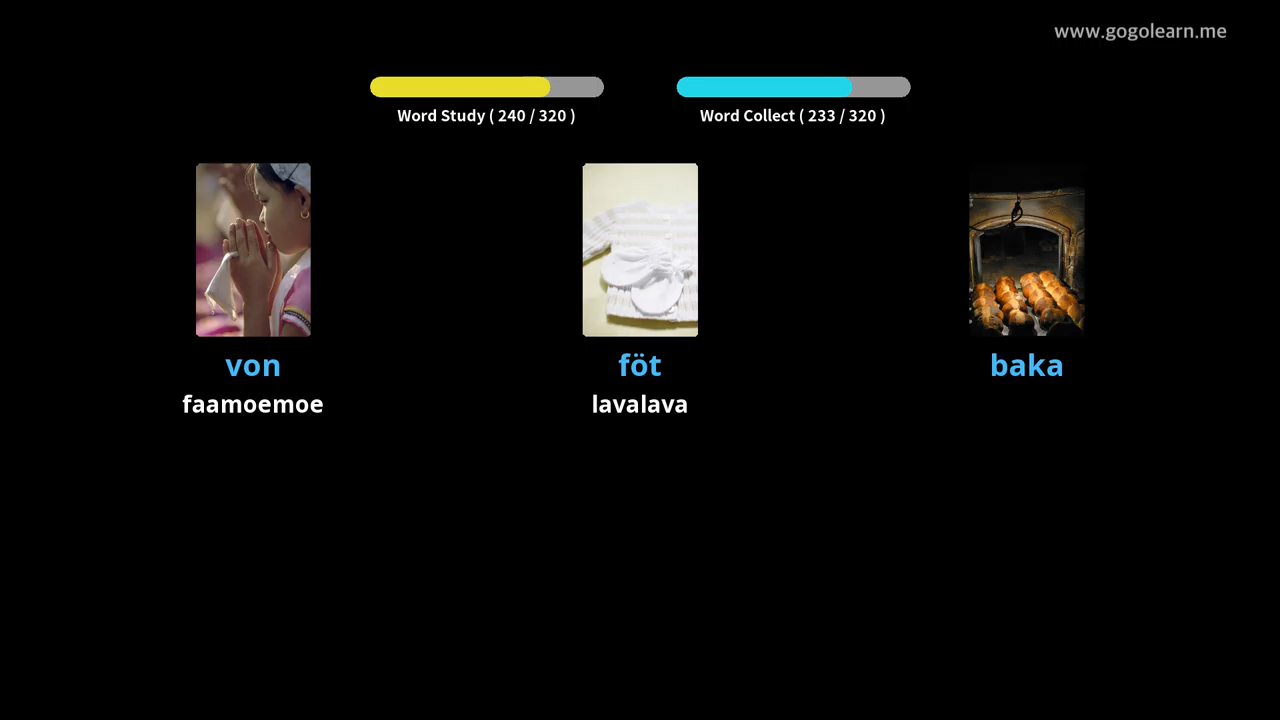 www.gogolearn.me
Word Study ( 240 / 320 )
Word Collect ( 233 / 320 )
von
faamoemoe
föt
lavalava
baka